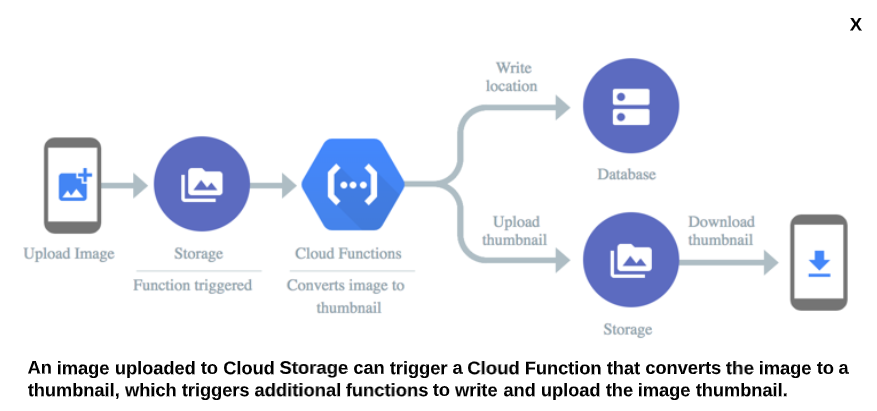 X
Write
location
Database
Upload Image
Storage
Function triggered
Cloud Functions
Converts image to
thumbnail
Upload
thumbnail
Storage
Download
thumbnail
An image uploaded to Cloud Storage can trigger a Cloud Function that converts the image to a
thumbnail, which triggers additional functions to write and upload the image thumbnail.